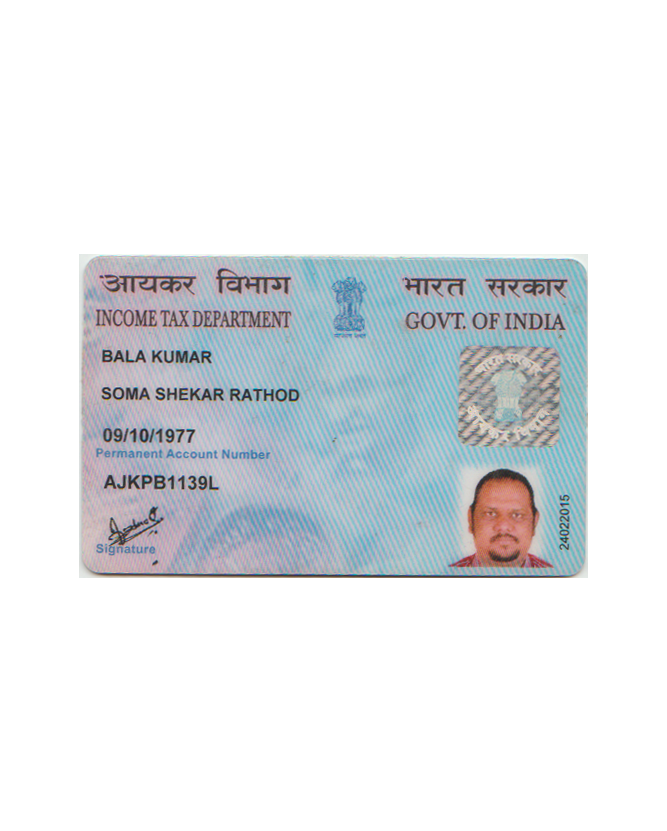 आयकर विभाग
INCOME TAX DEPARTMENT
भारत सरकार
GOVT. OF INDIA
BALA KUMAR
SOMA SHEKAR RATHOD
09/10/1977
Permanent Account Number
AJKPB1139L
Signature
24022015